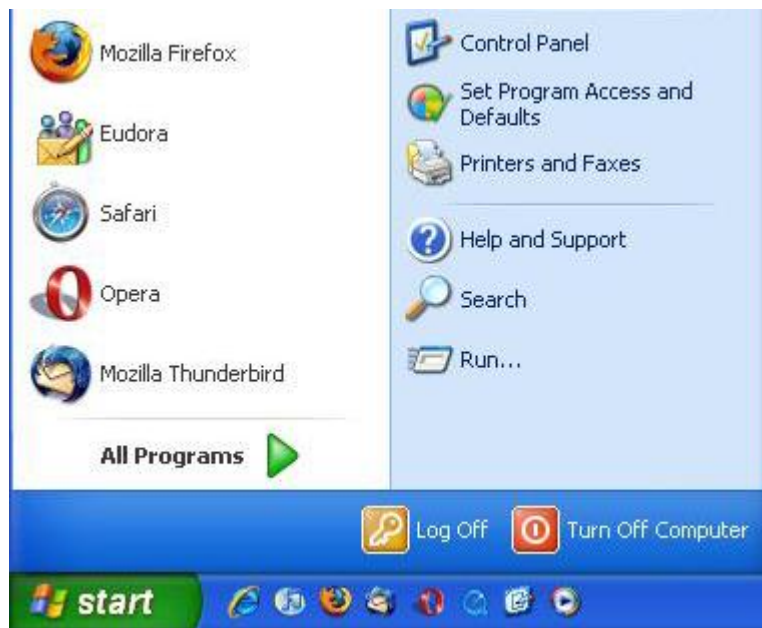 Mozilla Firefox
Eudora
Safari
Opera
Mozilla Thunderbird
All Programs
Control Panel
Set Program Access and
Defaults
Printers and Faxes
Help and Support
Search
Run...
Log Off
Turn Off Computer
start